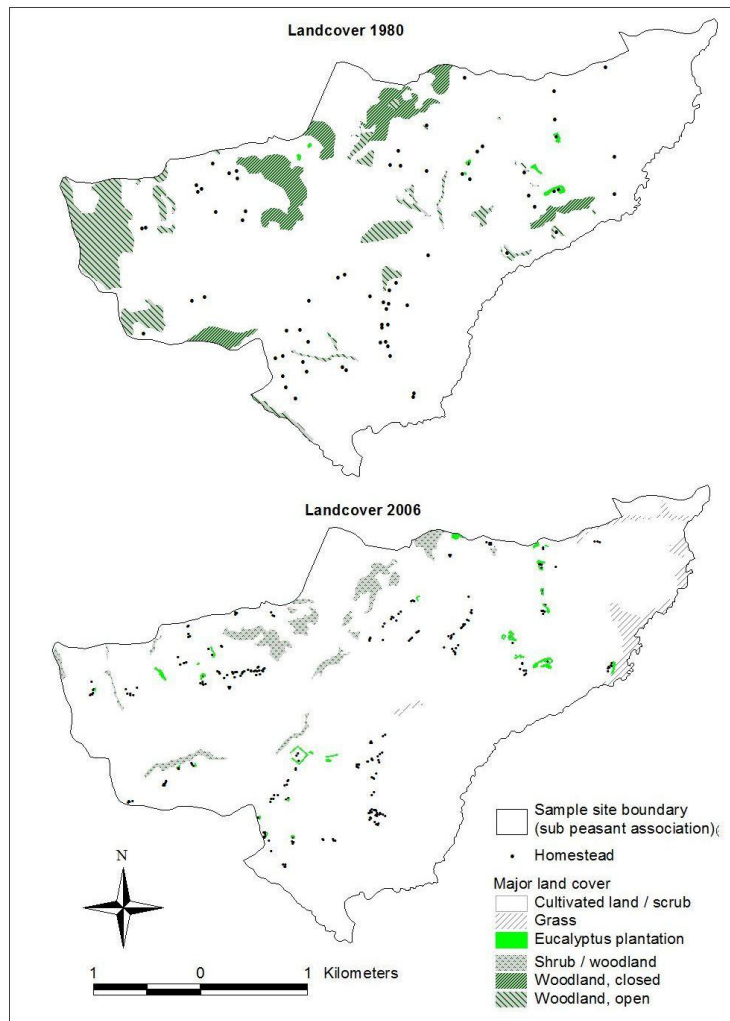 Landcover 1980
Landcover 2006
Sample site boundary
(sub peasant association)(
Homestead
Major land cover
Cultivated land / scrub
Grass
Eucalyptus plantation
Shrub / woodland
Woodland, closed
Woodland, open
N
1 0 1 Kilometers